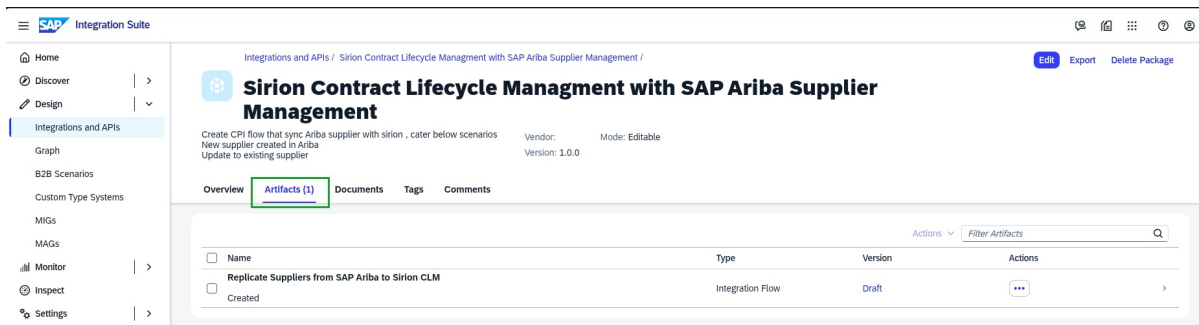 SAP Integration Suite
Home
Discover
Design
Integrations and APIs
Graph
B2B Scenarios
Custom Type Systems
MIGs
MAGs
Monitor
Inspect
Settings
Integrations and APIs / Sirion Contract Lifecycle Managment with SAP Ariba Supplier Management /
Edit Export Delete Package
Sirion Contract Lifecycle Managment with SAP Ariba Supplier
Management
Create CPI flow that sync Ariba supplier with sirion , cater below scenarios
New supplier created in Ariba
Update to existing supplier
Vendor: Mode: Editable
Version: 1.0.0
Overview Artifacts (1) Documents Tags Comments
Actions Filter Artifacts
Name Type Version Actions
Replicate Suppliers from SAP Ariba to Sirion CLM
Created
Integration Flow Draft